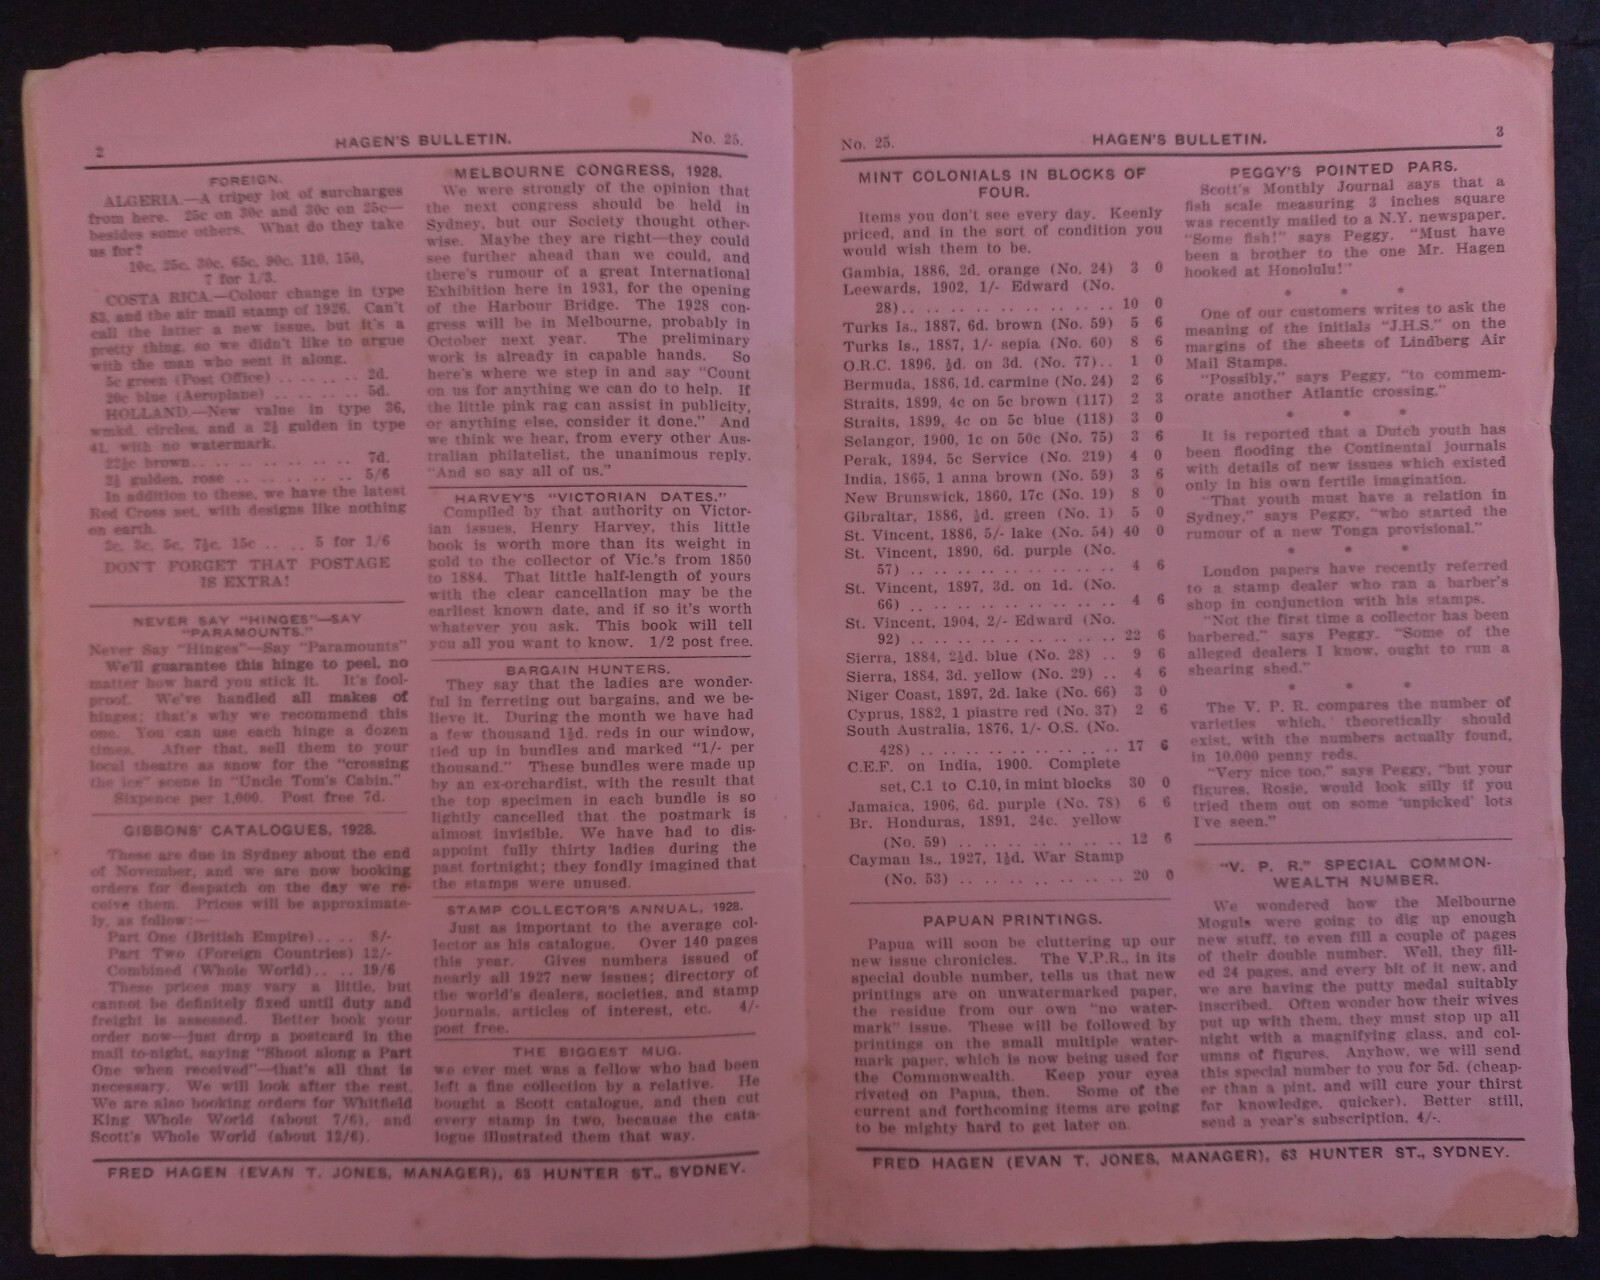 2
HAGEN'S BULLETIN.
No. 25.
FOREIGN.
ALGERIA.—A tripey lot of surcharges
from here. 25c on 30c and 30c on 25c—
besides some others. What do they take
us for?
10c, 25c, 30c, 65c, 90c, 110, 150,
7 for 1/3.
COSTA RICA.—Colour change in type
83, and the air mail stamp of 1926. Can't
call the latter a new issue, but it's a
pretty thing, so we didn't like to argue
with the man who sent it along.
5c green (Post Office) .. .. .. .. 2d.
20c blue (Aeroplane) .. .. .. .. 5d.
HOLLAND.—New value in type 36,
wmkd. circles, and a 2½ gulden in type
41, with no watermark.
22½c brown.. .. .. .. .. .. .. 7d.
2½ gulden, rose .. .. .. .. .. 5/6
In addition to these, we have the latest
Red Cross set, with designs like nothing
on earth.
2c, 3c, 5c, 7½c, 15c .. .. .. 5 for 1/6
DON'T FORGET THAT POSTAGE
IS EXTRA!
NEVER SAY "HINGES"—SAY
"PARAMOUNTS."
Never Say "Hinges"—Say "Paramounts"
We'll guarantee this hinge to peel, no
matter how hard you stick it. It's fool-
proof. We've handled all makes of
hinges; that's why we recommend this
one. You can use each hinge a dozen
times. After that, sell them to your
local theatre as snow for the "crossing
the ice" scene in "Uncle Tom's Cabin."
Sixpence per 1,000. Post free 7d.
GIBBONS' CATALOGUES, 1928.
These are due in Sydney about the end
of November, and we are now booking
orders for despatch on the day we re-
ceive them. Prices will be approximate-
ly, as follow:—
Part One (British Empire).. .. 8/-
Part Two (Foreign Countries) 12/-
Combined (Whole World).. .. 19/6
These prices may vary a little, but
cannot be definitely fixed until duty and
freight is assessed. Better book your
order now—just drop a postcard in the
mail to-night, saying "Shoot along a Part
One when received"—that's all that is
necessary. We will look after the rest.
We are also booking orders for Whitfield
King Whole World (about 7/6), and
Scott's Whole World (about 12/6).
MELBOURNE CONGRESS, 1928.
We were strongly of the opinion that
the next congress should be held in
Sydney, but our Society thought other-
wise. Maybe they are right—they could
see further ahead than we could, and
there's rumour of a great International
Exhibition here in 1931, for the opening
of the Harbour Bridge. The 1928 con-
gress will be in Melbourne, probably in
October next year. The preliminary
work is already in capable hands. So
here's where we step in and say "Count
on us for anything we can do to help. If
the little pink rag can assist in publicity,
or anything else, consider it done." And
we think we hear, from every other Aus-
tralian philatelist, the unanimous reply.
"And so say all of us."
HARVEY'S "VICTORIAN DATES."
Compiled by that authority on Victor-
ian issues, Henry Harvey, this little
book is worth more than its weight in
gold to the collector of Vic.'s from 1850
to 1884. That little half-length of yours
with the clear cancellation may be the
earliest known date, and if so it's worth
whatever you ask. This book will tell
you all you want to know. 1/2 post free.
BARGAIN HUNTERS.
They say that the ladies are wonder-
ful in ferreting out bargains, and we be-
lieve it. During the month we have had
a few thousand 1½d. reds in our window,
tied up in bundles and marked "1/- per
thousand." These bundles were made up
by an ex-orchardist, with the result that
the top specimen in each bundle is so
lightly cancelled that the postmark is
almost invisible. We have had to dis-
appoint fully thirty ladies during the
past fortnight; they fondly imagined that
the stamps were unused.
STAMP COLLECTOR'S ANNUAL, 1928.
Just as important to the average col-
lector as his catalogue. Over 140 pages
this year. Gives numbers issued of
nearly all 1927 new issues; directory of
the world's dealers, societies, and stamp
journals, articles of interest, etc. 4/-
post free.
THE BIGGEST MUG.
we ever met was a fellow who had been
left a fine collection by a relative. He
bought a Scott catalogue, and then cut
every stamp in two, because the cata-
logue illustrated them that way.
FRED HAGEN (EVAN T. JONES, MANAGER), 63 HUNTER ST., SYDNEY.
No. 25.
HAGEN'S BULLETIN.
3
MINT COLONIALS IN BLOCKS OF
FOUR.
Items you don't see every day. Keenly
priced, and in the sort of condition you
would wish them to be.
Gambia, 1886, 2d. orange (No. 24) 3 0
Leewards, 1902, 1/- Edward (No.
28).. .. .. .. .. .. .. .. .. 10 0
Turks Is., 1887, 6d. brown (No. 59) 5 6
Turks Is., 1887, 1/- sepia (No. 60) 8 6
O.R.C. 1896, ½d. on 3d. (No. 77).. 1 0
Bermuda, 1886, 1d. carmine (No. 24) 2 6
Straits, 1899, 4c on 5c brown (117) 2 3
Straits, 1899, 4c on 5c blue (118) 3 0
Selangor, 1900, 1c on 50c (No. 75) 3 6
Perak, 1894, 5c Service (No. 219) 4 0
India, 1865, 1 anna brown (No. 59) 3 6
New Brunswick, 1860, 17c (No. 19) 8 0
Gibraltar, 1886, ½d. green (No. 1) 5 0
St. Vincent, 1886, 5/- lake (No. 54) 40 0
St. Vincent, 1890, 6d. purple (No.
57) .. .. .. .. .. .. .. .. .. 4 6
St. Vincent, 1897, 3d. on 1d. (No.
66) .. .. .. .. .. .. .. .. .. 4 6
St. Vincent, 1904, 2/- Edward (No.
92) .. .. .. .. .. .. .. .. .. 22 6
Sierra, 1884, 2½d. blue (No. 28) .. 9 6
Sierra, 1884, 3d. yellow (No. 29) .. 4 6
Niger Coast, 1897, 2d. lake (No. 66) 3 0
Cyprus, 1882, 1 piastre red (No. 37) 2 6
South Australia, 1876, 1/- O.S. (No.
428) .. .. .. .. .. .. .. .. .. 17 6
C.E.F. on India, 1900. Complete
set, C.1 to C.10, in mint blocks 30 0
Jamaica, 1906, 6d. purple (No. 78) 6 6
Br. Honduras, 1891, 24c. yellow
(No. 59) .. .. .. .. .. .. .. 12 6
Cayman Is., 1927, 1½d. War Stamp
(No. 53) .. .. .. .. .. .. .. 20 0
PAPUAN PRINTINGS.
Papua will soon be cluttering up our
new issue chronicles. The V.P.R., in its
special double number, tells us that new
printings are on unwatermarked paper,
the residue from our own "no water-
mark" issue. These will be followed by
printings on the small multiple water-
mark paper, which is now being used for
the Commonwealth. Keep your eyes
riveted on Papua, then. Some of the
current and forthcoming items are going
to be mighty hard to get later on.
PEGGY'S POINTED PARS.
Scott's Monthly Journal says that a
fish scale measuring 3 inches square
was recently mailed to a N.Y. newspaper.
"Some fish!" says Peggy. "Must have
been a brother to the one Mr. Hagen
hooked at Honolulu!"
* * *
One of our customers writes to ask the
meaning of the initials "J.H.S." on the
margins of the sheets of Lindberg Air
Mail Stamps.
"Possibly," says Peggy, "to commem-
orate another Atlantic crossing."
* * *
It is reported that a Dutch youth has
been flooding the Continental journals
with details of new issues which existed
only in his own fertile imagination.
"That youth must have a relation in
Sydney," says Peggy, "who started the
rumour of a new Tonga provisional."
* * *
London papers have recently referred
to a stamp dealer who ran a barber's
shop in conjunction with his stamps.
"Not the first time a collector has been
barbered," says Peggy. "Some of the
alleged dealers I know, ought to run a
shearing shed."
* * *
The V. P. R. compares the number of
varieties which, theoretically should
exist, with the numbers actually found,
in 10,000 penny reds.
"Very nice too," says Peggy, "but your
figures, Rosie, would look silly if you
tried them out on some 'unpicked' lots
I've seen."
"V. P. R." SPECIAL COMMON-
WEALTH NUMBER.
We wondered how the Melbourne
Moguls were going to dig up enough
new stuff, to even fill a couple of pages
of their double number. Well, they fill-
ed 24 pages, and every bit of it new, and
we are having the putty medal suitably
inscribed. Often wonder how their wives
put up with them, they must stop up all
night with a magnifying glass, and col-
umns of figures. Anyhow, we will send
this special number to you for 5d. (cheap-
er than a pint, and will cure your thirst
for knowledge, quicker). Better still,
send a year's subscription, 4/-.
FRED HAGEN (EVAN T. JONES, MANAGER), 63 HUNTER ST., SYDNEY.